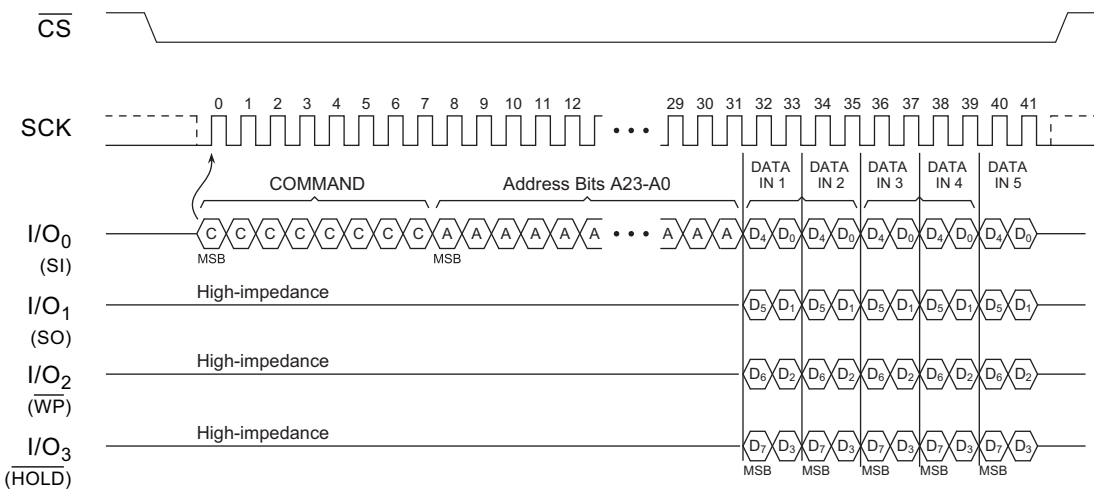 CS
0 1 2 3 4 5 6 7 8 9 10 11 12 29 30 31 32 33 34 35 36 37 38 39 40 41
SCK
DATA IN 1
DATA IN 2
DATA IN 3
DATA IN 4
DATA IN 5
COMMAND
Address Bits A23-A0
I/O0
(SI)
C C C C C C C C A A A A A A • • • A A A D4 D0 D4 D0 D4 D0 D4 D0 D4 D0
MSB
MSB
High-impedance
I/O1
(SO)
D5 D1 D5 D1 D5 D1 D5 D1 D5 D1
High-impedance
I/O2
(WP)
D6 D2 D6 D2 D6 D2 D6 D2 D6 D2
High-impedance
I/O3
(HOLD)
D7 D3 D7 D3 D7 D3 D7 D3 D7 D3
MSB MSB MSB MSB MSB